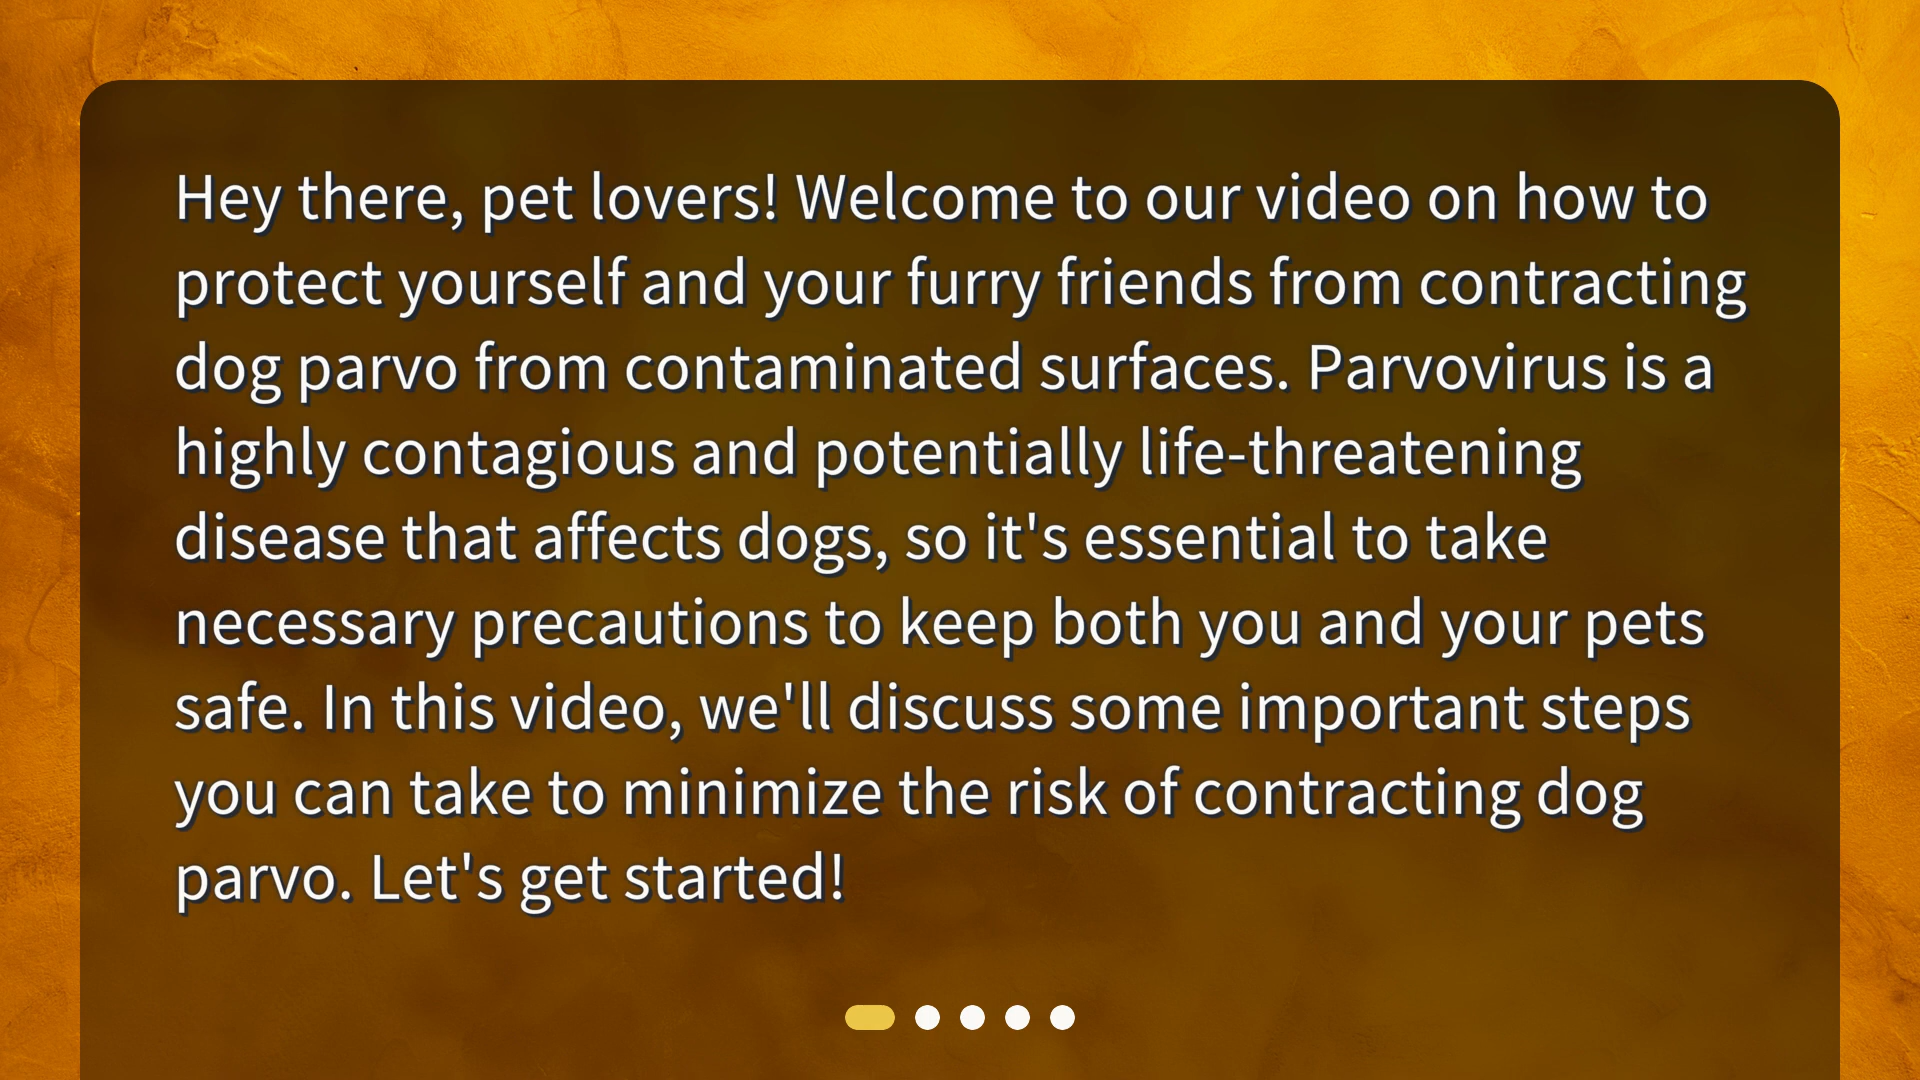 Hey there, pet lovers! Welcome to our video on how to
protect yourself and your furry friends from contracting
dog parvo from contaminated surfaces. Parvovirus is a
highly contagious and potentially life-threatening
disease that affects dogs, so it's essential to take
necessary precautions to keep both you and your pets
safe. In this video, we'll discuss some important steps
you can take to minimize the risk of contracting dog
parvo. Let's get started!